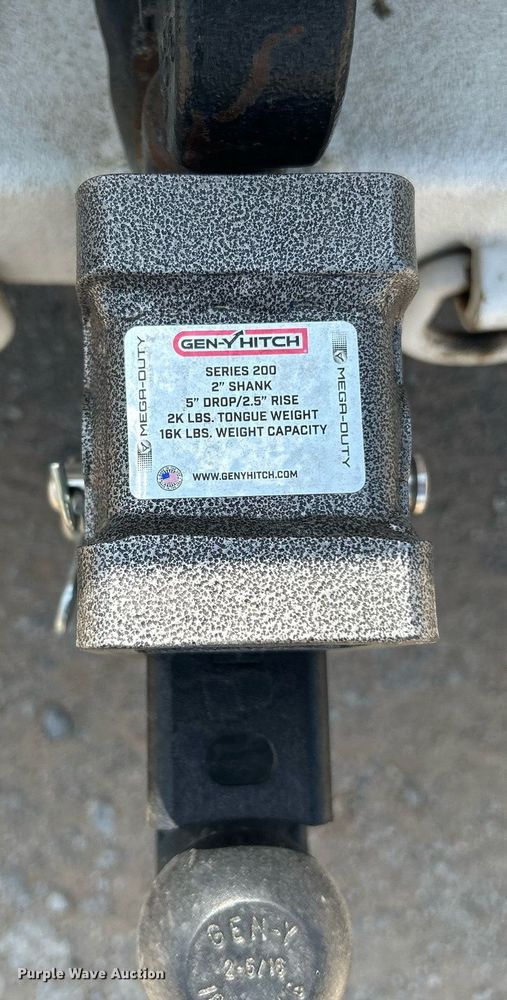 GEN-Y HITCH
SERIES 200
2" SHANK
5" DROP/2.5" RISE
2K LBS. TONGUE WEIGHT
16K LBS. WEIGHT CAPACITY
MEGA-DUTY
MEGA-DUTY
WWW.GENYHITCH.COM
GEN-Y
2-5/16
Purple Wave Auction